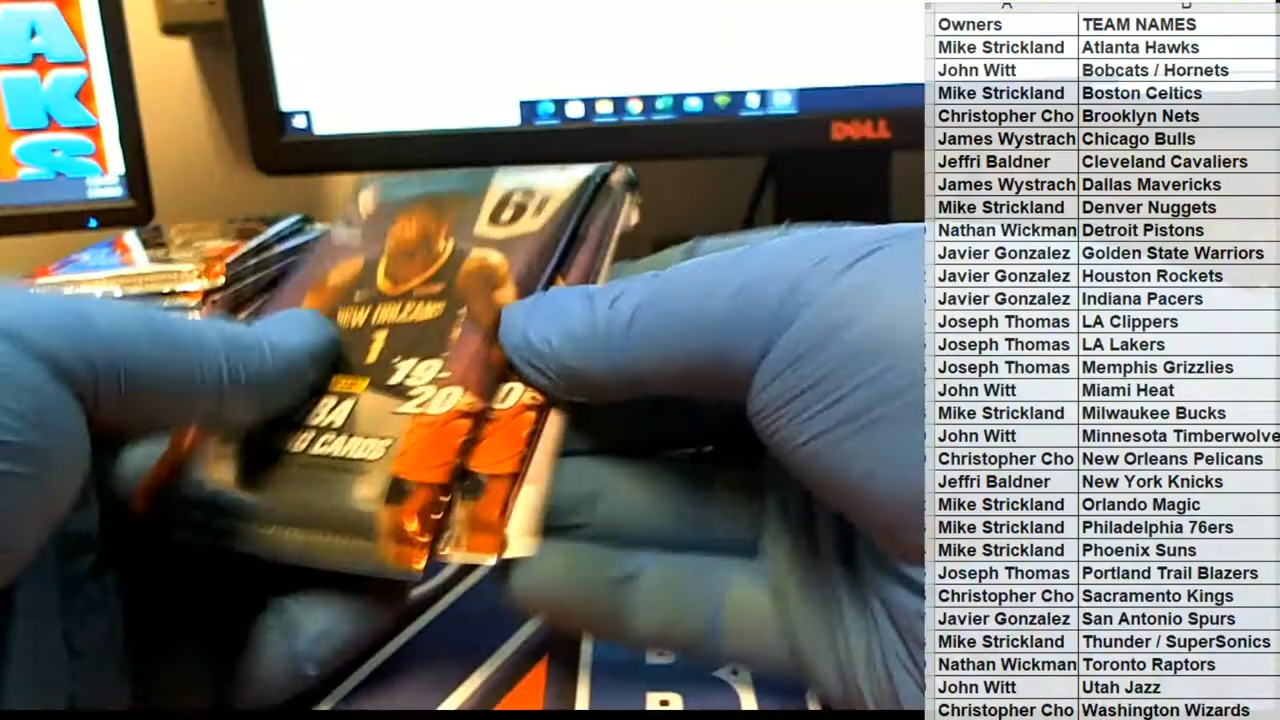 AKS
DELL
NEW ORLEANS
1
'19-
20
CARDS
A B
Owners TEAM NAMES
Mike Strickland Atlanta Hawks
John Witt Bobcats / Hornets
Mike Strickland Boston Celtics
Christopher Cho Brooklyn Nets
James Wystrach Chicago Bulls
Jeffri Baldner Cleveland Cavaliers
James Wystrach Dallas Mavericks
Mike Strickland Denver Nuggets
Nathan Wickman Detroit Pistons
Javier Gonzalez Golden State Warriors
Javier Gonzalez Houston Rockets
Javier Gonzalez Indiana Pacers
Joseph Thomas LA Clippers
Joseph Thomas LA Lakers
Joseph Thomas Memphis Grizzlies
John Witt Miami Heat
Mike Strickland Milwaukee Bucks
John Witt Minnesota Timberwolve
Christopher Cho New Orleans Pelicans
Jeffri Baldner New York Knicks
Mike Strickland Orlando Magic
Mike Strickland Philadelphia 76ers
Mike Strickland Phoenix Suns
Joseph Thomas Portland Trail Blazers
Christopher Cho Sacramento Kings
Javier Gonzalez San Antonio Spurs
Mike Strickland Thunder / SuperSonics
Nathan Wickman Toronto Raptors
John Witt Utah Jazz
Christopher Cho Washington Wizards